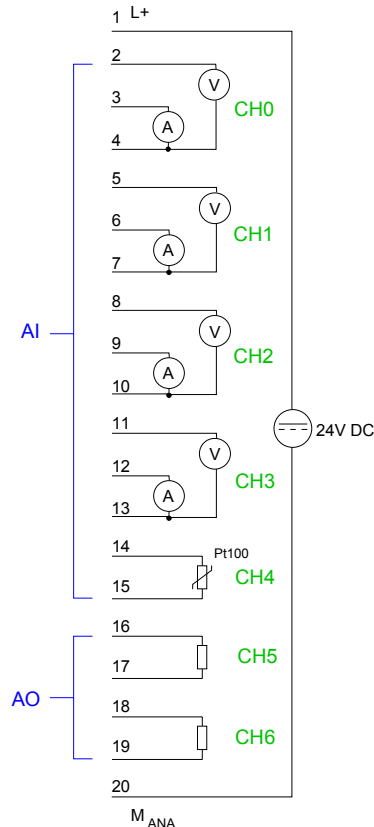 1 L+
2
V
3
CH0
A
4
5
V
6
CH1
A
7
8
V
AI
9
CH2
A
10
11
24V DC
V
12
CH3
A
13
14
Pt100
CH4
15
16
CH5
17
AO
18
CH6
19
20
M ANA